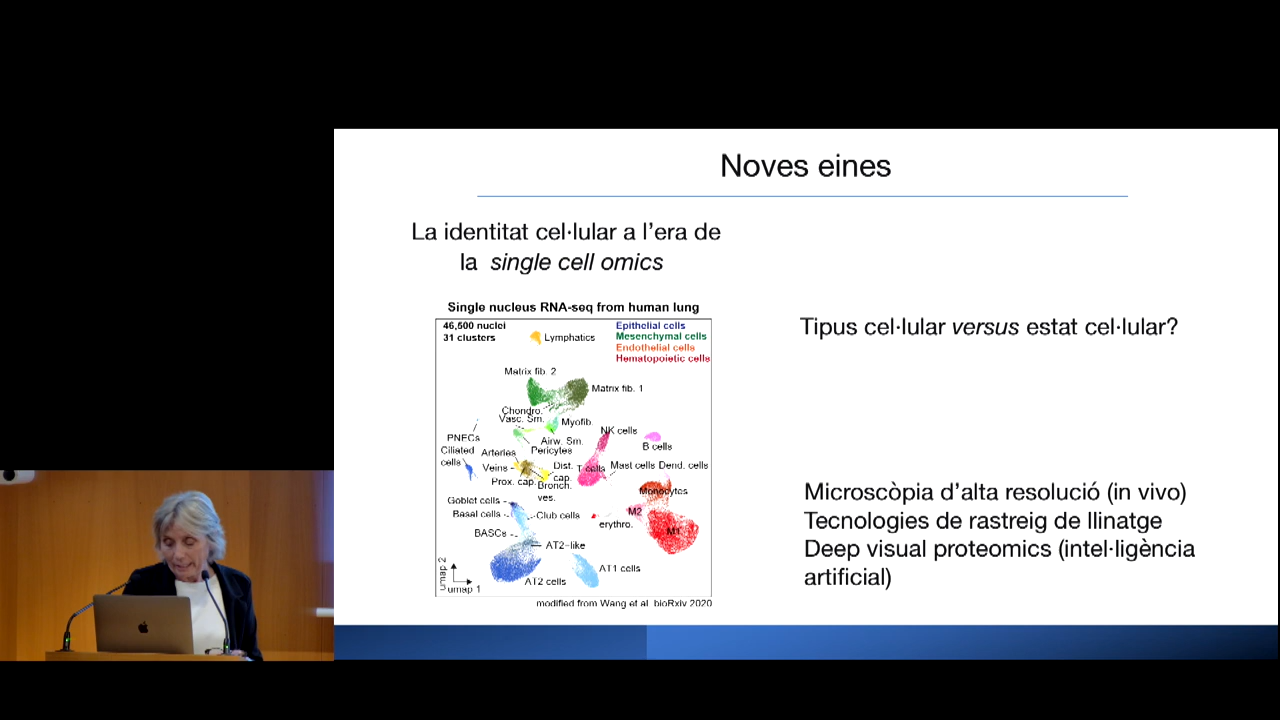 Noves eines
La identitat cel·lular a l'era de
la single cell omics
Single nucleus RNA-seq from human lung
46,500 nuclei
31 clusters
Epithelial cells
Mesenchymal cells
Endothelial cells
Hematopoietic cells
Lymphatics
Matrix fib. 2
Matrix fib. 1
Chondro.
Vasc. Sm.
Myofib.
NK cells
PNECs
Airw. Sm.
B cells
Ciliated
cells
Arteries
Pericytes
Veins
Dist.
cap.
T cells
Mast cells
Dend. cells
Prox. cap.
Bronch.
ves.
Monocytes
Goblet cells
Basal cells
Club cells
M2
erythro.
M1
BASCs
AT2-like
AT1 cells
AT2 cells
umap 2
umap 1
modified from Wang et al bioRxiv 2020
Tipus cel·lular versus estat cel·lular?
Microscòpia d'alta resolució (in vivo)
Tecnologies de rastreig de llinatge
Deep visual proteomics (intel·ligència
artificial)